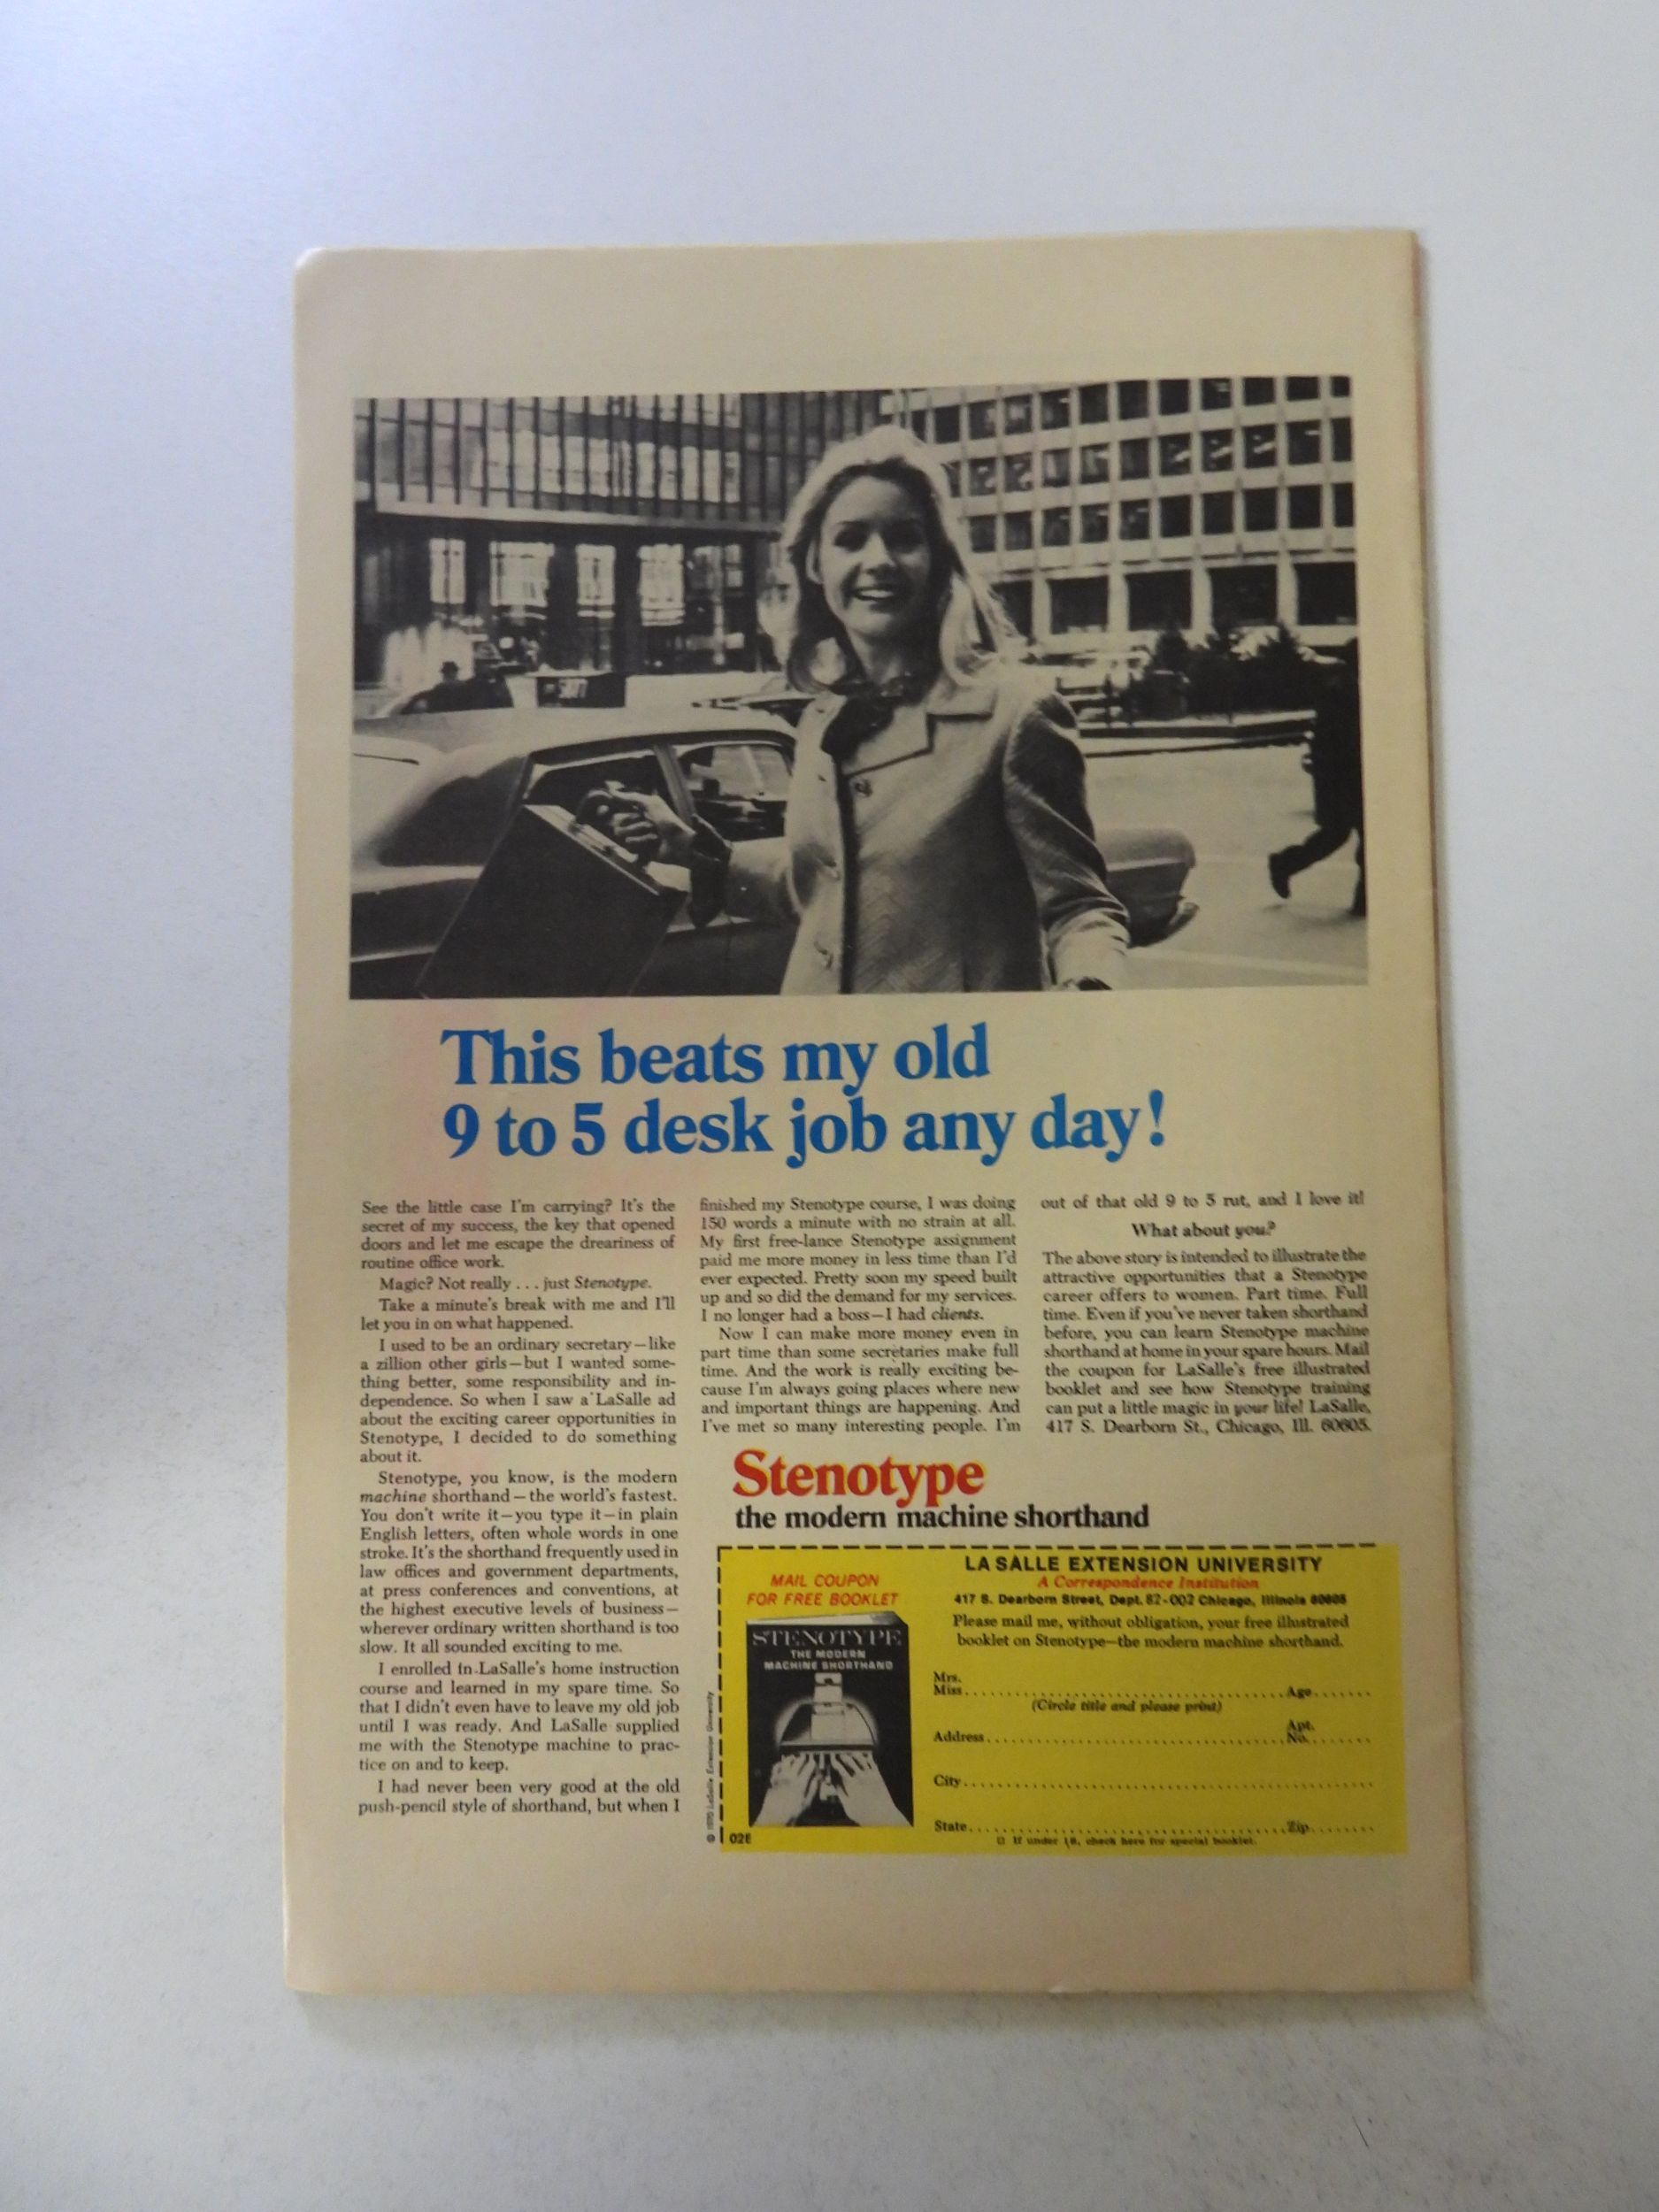 This beats my old
9 to 5 desk job any day!
See the little case I'm carrying? It's the
secret of my success, the key that opened
doors and let me escape the dreariness of
routine office work.
Magic? Not really . . . just Stenotype.
Take a minute's break with me and I'll
let you in on what happened.
I used to be an ordinary secretary—like
a zillion other girls—but I wanted some-
thing better, some responsibility and in-
dependence. So when I saw a LaSalle ad
about the exciting career opportunities in
Stenotype, I decided to do something
about it.
Stenotype, you know, is the modern
machine shorthand — the world's fastest.
You don't write it—you type it—in plain
English letters, often whole words in one
stroke. It's the shorthand frequently used in
law offices and government departments,
at press conferences and conventions, at
the highest executive levels of business—
wherever ordinary written shorthand is too
slow. It all sounded exciting to me.
I enrolled in LaSalle's home instruction
course and learned in my spare time. So
that I didn't even have to leave my old job
until I was ready. And LaSalle supplied
me with the Stenotype machine to prac-
tice on and to keep.
I had never been very good at the old
push-pencil style of shorthand, but when I
finished my Stenotype course, I was doing
150 words a minute with no strain at all.
My first free-lance Stenotype assignment
paid me more money in less time than I'd
ever expected. Pretty soon my speed built
up and so did the demand for my services.
I no longer had a boss—I had clients.
Now I can make more money even in
part time than some secretaries make full
time. And the work is really exciting be-
cause I'm always going places where new
and important things are happening. And
I've met so many interesting people. I'm
out of that old 9 to 5 rut, and I love it!
What about you?
The above story is intended to illustrate the
attractive opportunities that a Stenotype
career offers to women. Part time. Full
time. Even if you've never taken shorthand
before, you can learn Stenotype machine
shorthand at home in your spare hours. Mail
the coupon for LaSalle's free illustrated
booklet and see how Stenotype training
can put a little magic in your life! LaSalle,
417 S. Dearborn St., Chicago, Ill. 60605.
Stenotype
the modern machine shorthand
MAIL COUPON
FOR FREE BOOKLET
STENOTYPE
THE MODERN
MACHINE SHORTHAND
02E
LA SALLE EXTENSION UNIVERSITY
A Correspondence Institution
417 S. Dearborn Street, Dept. 82-002 Chicago, Illinois 60605
Please mail me, without obligation, your free illustrated
booklet on Stenotype—the modern machine shorthand.
Mrs.
Miss Age
(Circle title and please print)
Address Apt. No.
City
State Zip
If under 18, check here for special booklet.
LaSalle Extension University